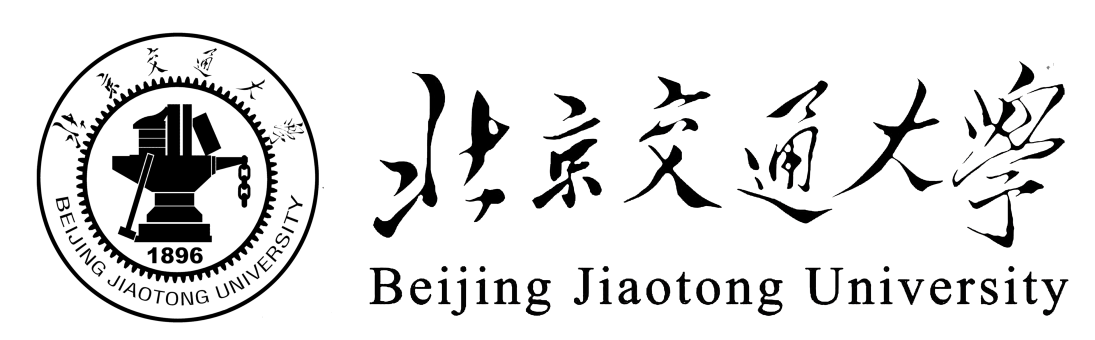 北京交通大學
1896
BEIJING JIAOTONG UNIVERSITY
北京交通大學
Beijing Jiaotong University